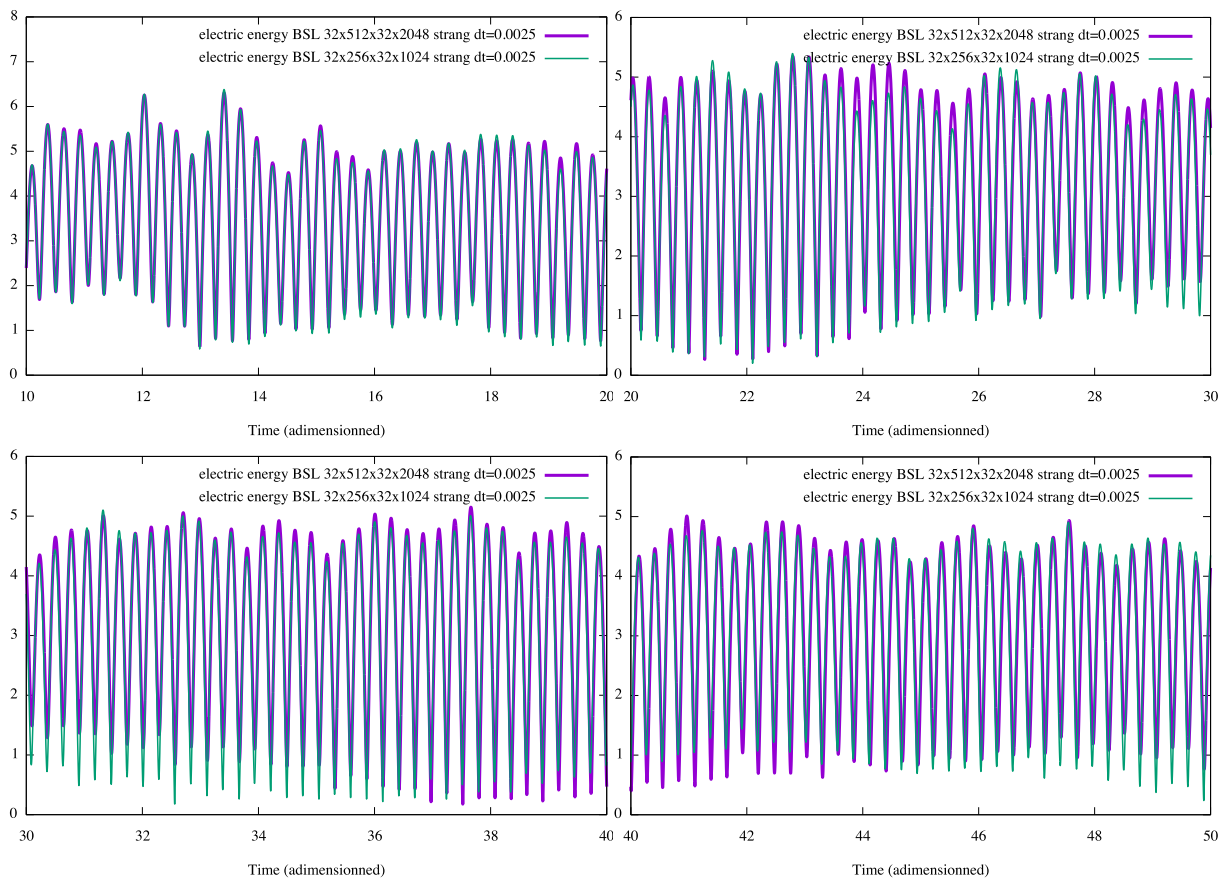 8
7
6
5
4
3
2
1
0
electric energy BSL 32x512x32x2048 strang dt=0.0025
electric energy BSL 32x256x32x1024 strang dt=0.0025
10 12 14 16 18 20
Time (adimensionned)
6
5
4
3
2
1
0
electric energy BSL 32x512x32x2048 strang dt=0.0025
electric energy BSL 32x256x32x1024 strang dt=0.0025
20 22 24 26 28 30
Time (adimensionned)
6
5
4
3
2
1
0
electric energy BSL 32x512x32x2048 strang dt=0.0025
electric energy BSL 32x256x32x1024 strang dt=0.0025
30 32 34 36 38 40
Time (adimensionned)
6
5
4
3
2
1
0
electric energy BSL 32x512x32x2048 strang dt=0.0025
electric energy BSL 32x256x32x1024 strang dt=0.0025
40 42 44 46 48 50
Time (adimensionned)